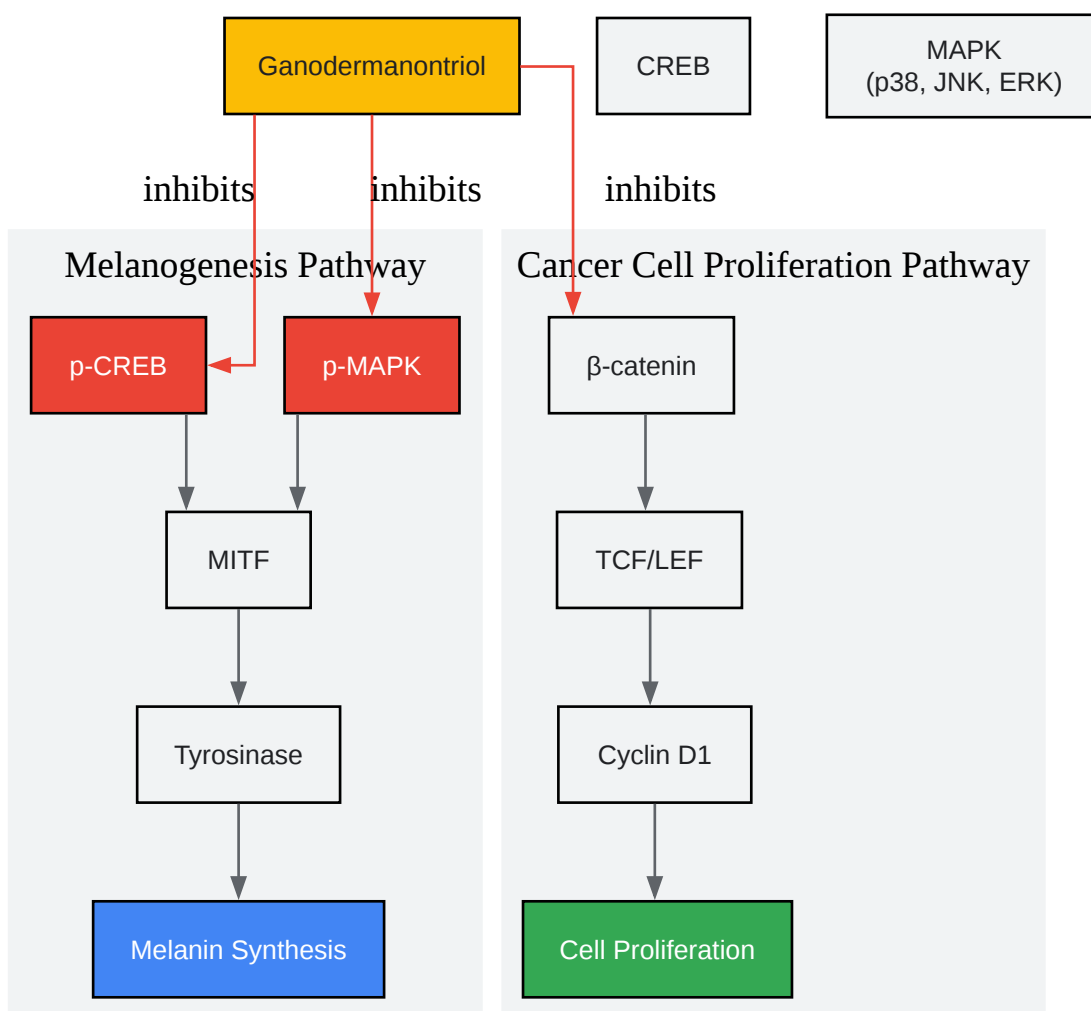 Ganodermanontriol
CREB
MAPK
(p38, JNK, ERK)
inhibits
inhibits
inhibits
Melanogenesis Pathway
Cancer Cell Proliferation Pathway
p-CREB
p-MAPK
β-catenin
MITF
TCF/LEF
Tyrosinase
Cyclin D1
Melanin Synthesis
Cell Proliferation